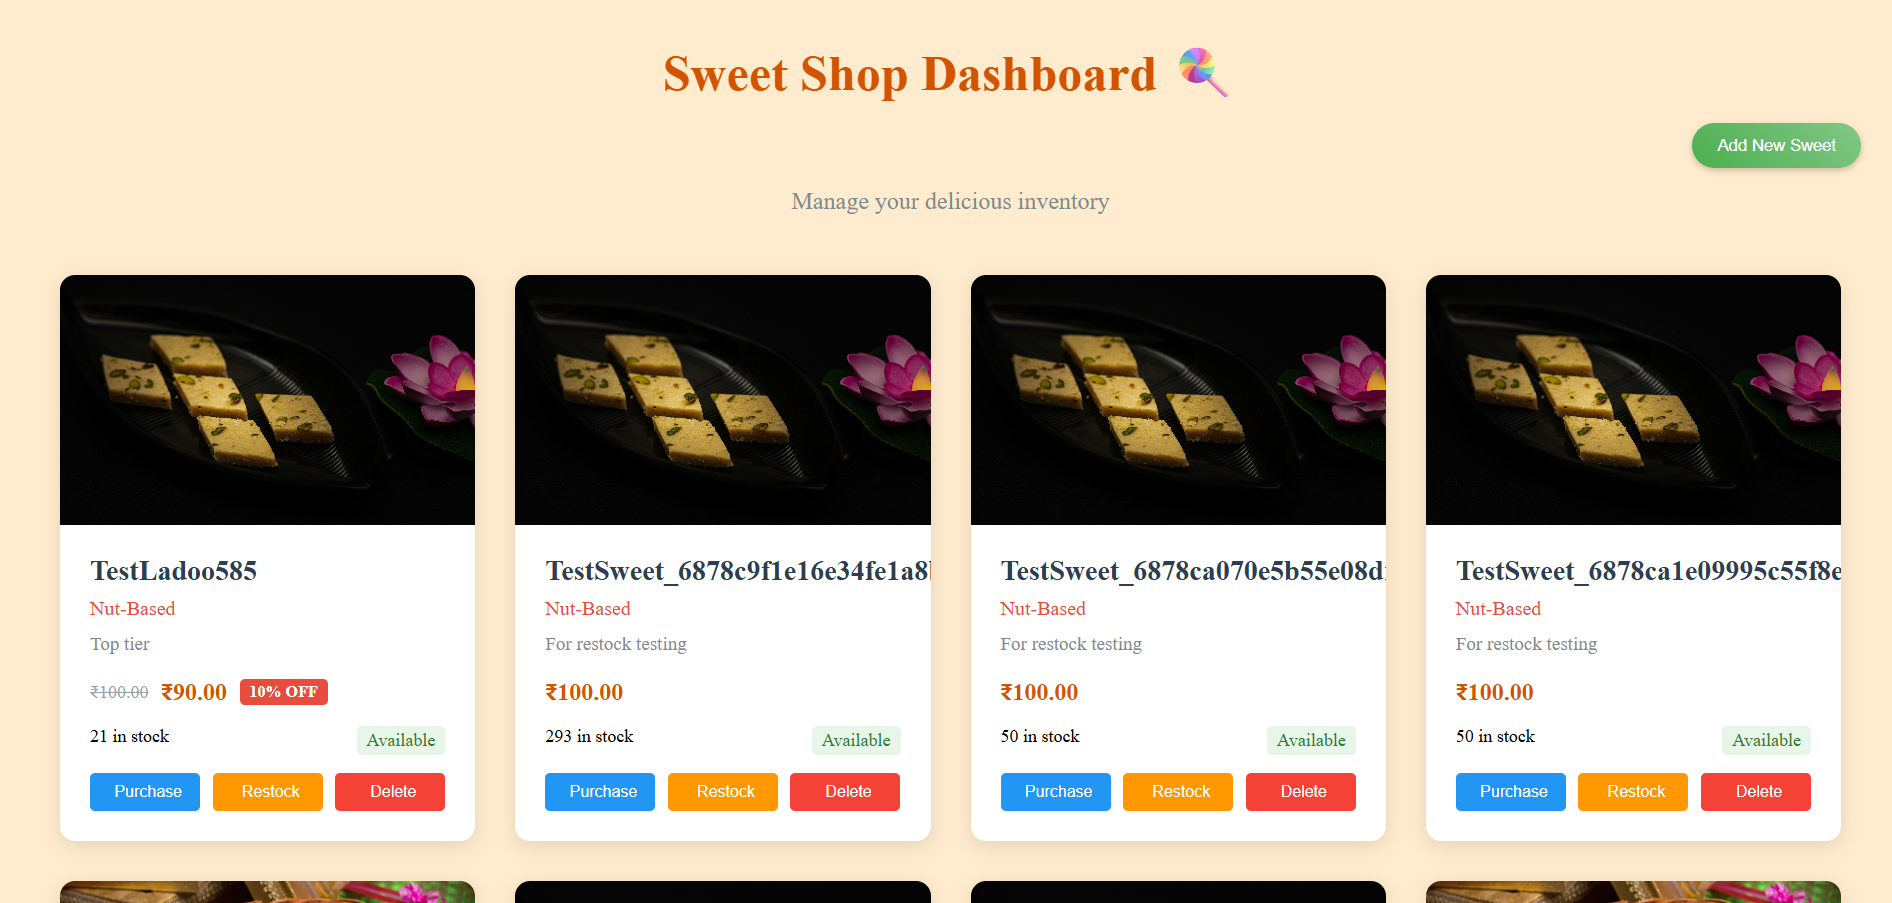 Sweet Shop Dashboard
Add New Sweet
Manage your delicious inventory
TestLadoo585
Nut-Based
Top tier
₹100.00 ₹90.00 10% OFF
21 in stock Available
Purchase Restock Delete
TestSweet_6878c9f1e16e34fe1a8
Nut-Based
For restock testing
₹100.00
293 in stock Available
Purchase Restock Delete
TestSweet_6878ca070e5b55e08d
Nut-Based
For restock testing
₹100.00
50 in stock Available
Purchase Restock Delete
TestSweet_6878ca1e09995c55f8e
Nut-Based
For restock testing
₹100.00
50 in stock Available
Purchase Restock Delete